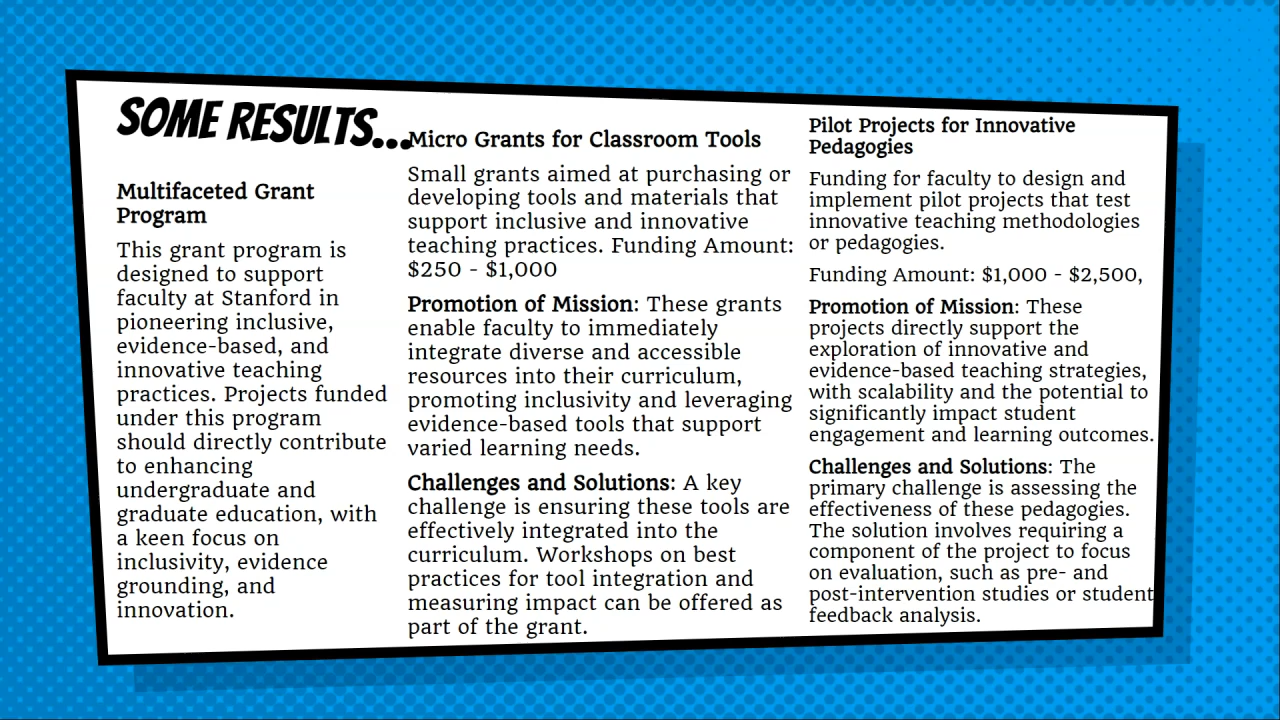 SOME RESULTS...
Multifaceted Grant
Program
This grant program is
designed to support
faculty at Stanford in
pioneering inclusive,
evidence-based, and
innovative teaching
practices. Projects funded
under this program
should directly contribute
to enhancing
undergraduate and
graduate education, with
a keen focus on
inclusivity, evidence
grounding, and
innovation.
Micro Grants for Classroom Tools
Small grants aimed at purchasing or
developing tools and materials that
support inclusive and innovative
teaching practices. Funding Amount:
$250 - $1,000
Promotion of Mission: These grants
enable faculty to immediately
integrate diverse and accessible
resources into their curriculum,
promoting inclusivity and leveraging
evidence-based tools that support
varied learning needs.
Challenges and Solutions: A key
challenge is ensuring these tools are
effectively integrated into the
curriculum. Workshops on best
practices for tool integration and
measuring impact can be offered as
part of the grant.
Pilot Projects for Innovative
Pedagogies
Funding for faculty to design and
implement pilot projects that test
innovative teaching methodologies
or pedagogies.
Funding Amount: $1,000 - $2,500,
Promotion of Mission: These
projects directly support the
exploration of innovative and
evidence-based teaching strategies,
with scalability and the potential to
significantly impact student
engagement and learning outcomes.
Challenges and Solutions: The
primary challenge is assessing the
effectiveness of these pedagogies.
The solution involves requiring a
component of the project to focus
on evaluation, such as pre- and
post-intervention studies or student
feedback analysis.